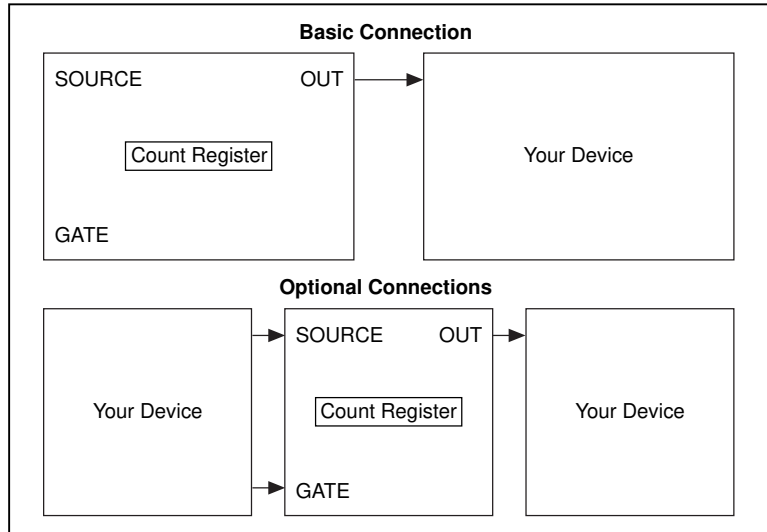 Basic Connection
SOURCE OUT
Count Register
Your Device
GATE
Optional Connections
SOURCE OUT
Your Device
Count Register
Your Device
GATE